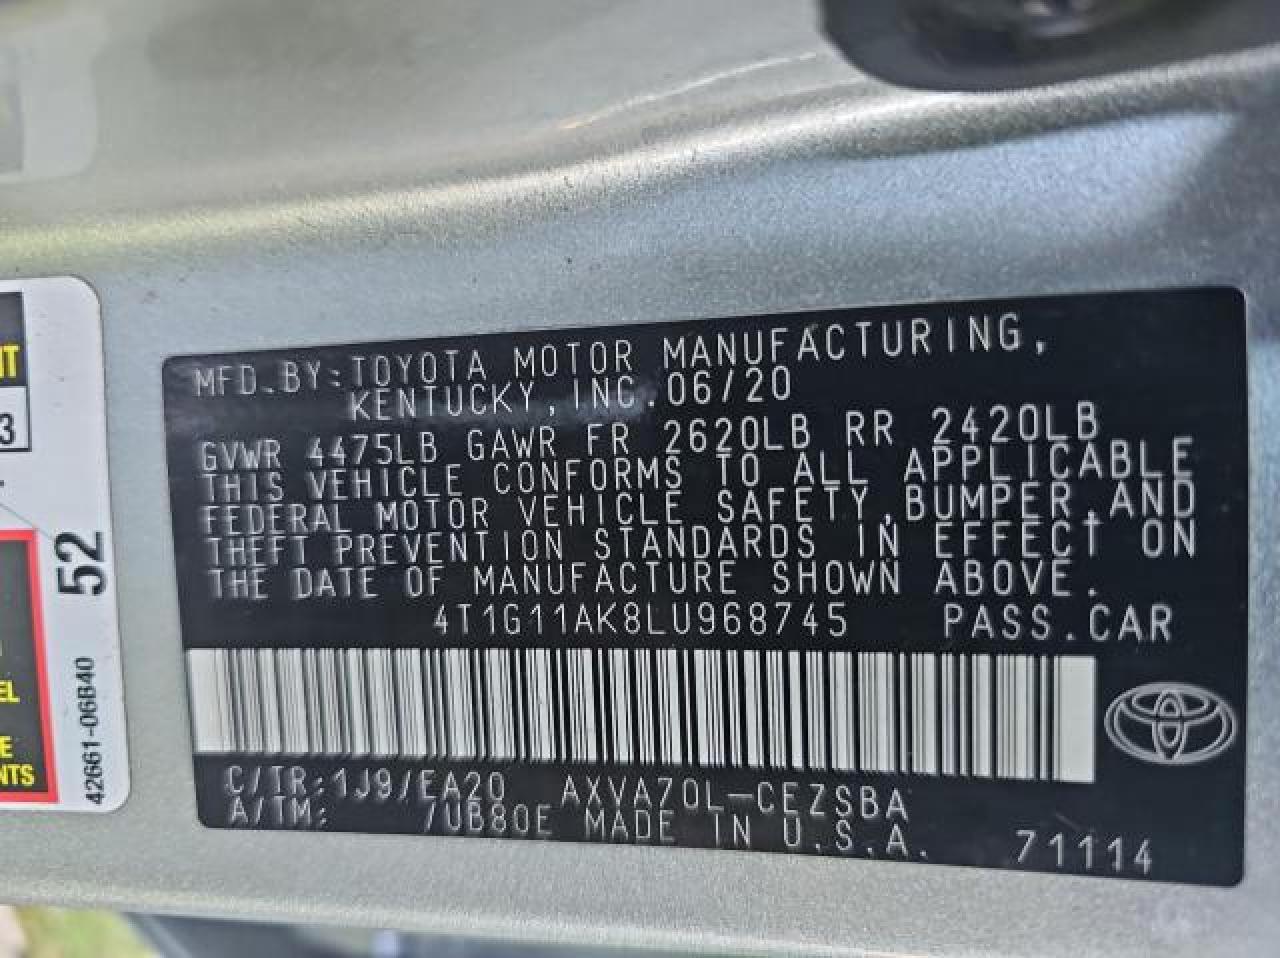 MFD.BY:TOYOTA MOTOR MANUFACTURING,
KENTUCKY,INC.06/20
GVWR 4475LB GAWR FR 2620LB RR 2420LB
THIS VEHICLE CONFORMS TO ALL APPLICABLE
FEDERAL MOTOR VEHICLE SAFETY,BUMPER,AND
THEFT PREVENTION STANDARDS IN EFFECT ON
THE DATE OF MANUFACTURE SHOWN ABOVE.
4T1G11AK8LU968745 PASS.CAR
C/TR:1J9/EA20 AXVA70L-CEZSBA
A/TM: /UB80E MADE IN U.S.A. 71114
52
42661-06B40
3